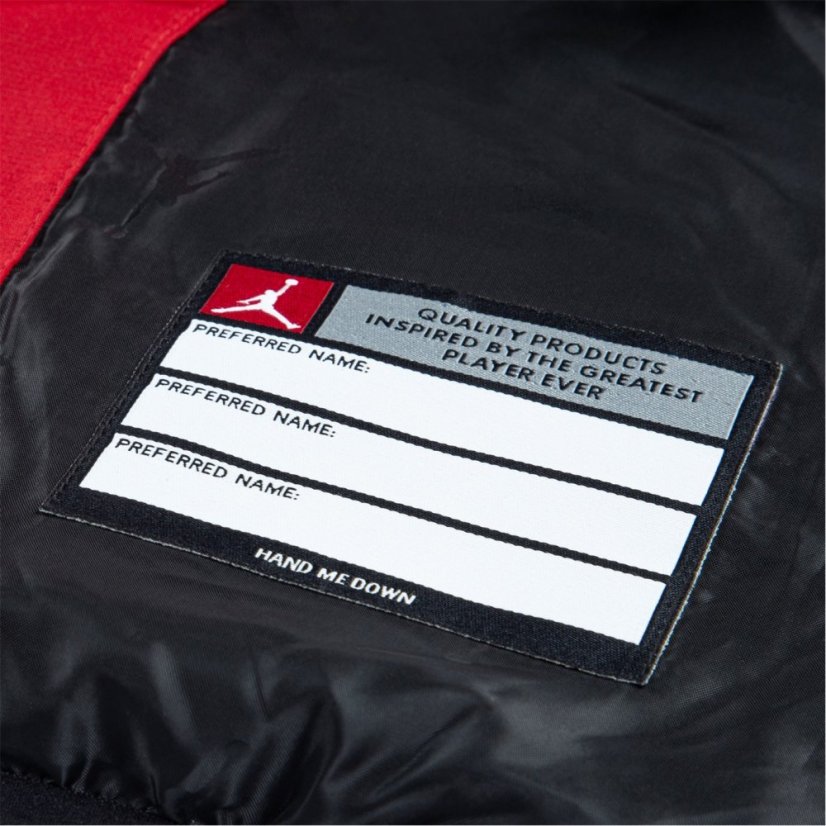 QUALITY PRODUCTS
INSPIRED BY THE GREATEST
PLAYER EVER
PREFERRED NAME:
PREFERRED NAME:
PREFERRED NAME:
HAND ME DOWN